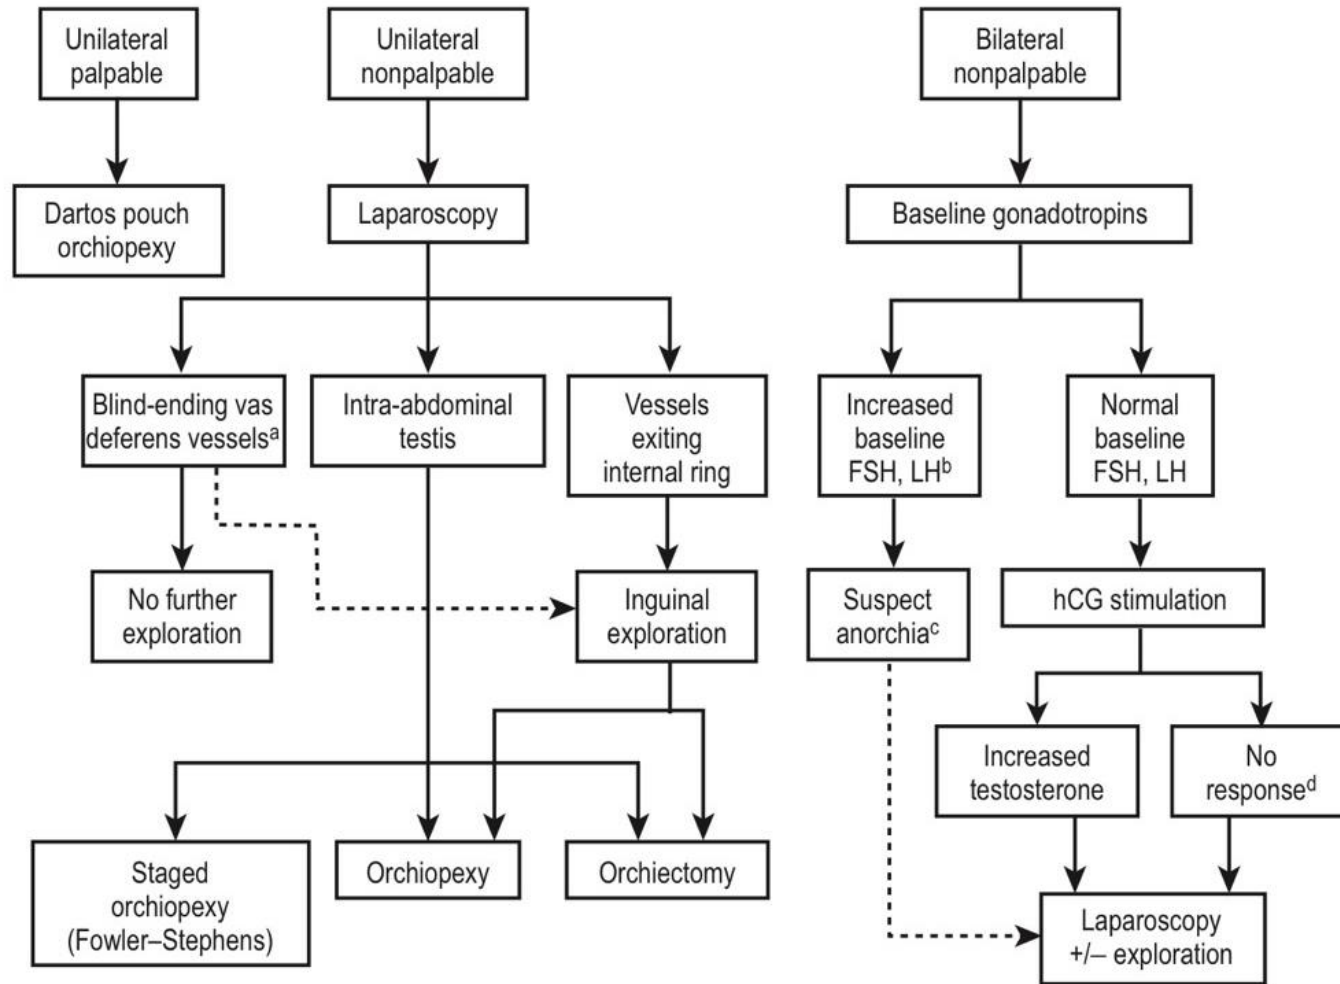 Unilateral
palpable
Unilateral
nonpalpable
Bilateral
nonpalpable
Dartos pouch
orchiopexy
Laparoscopy
Baseline gonadotropins
Blind-ending vas
deferens vesselsᵃ
Intra-abdominal
testis
Vessels
exiting
internal ring
Increased
baseline
FSH, LHᵇ
Normal
baseline
FSH, LH
No further
exploration
Inguinal
exploration
Suspect
anorchiaᶜ
hCG stimulation
Increased
testosterone
No
responseᵈ
Staged
orchiopexy
(Fowler–Stephens)
Orchiopexy
Orchiectomy
Laparoscopy
+/– exploration